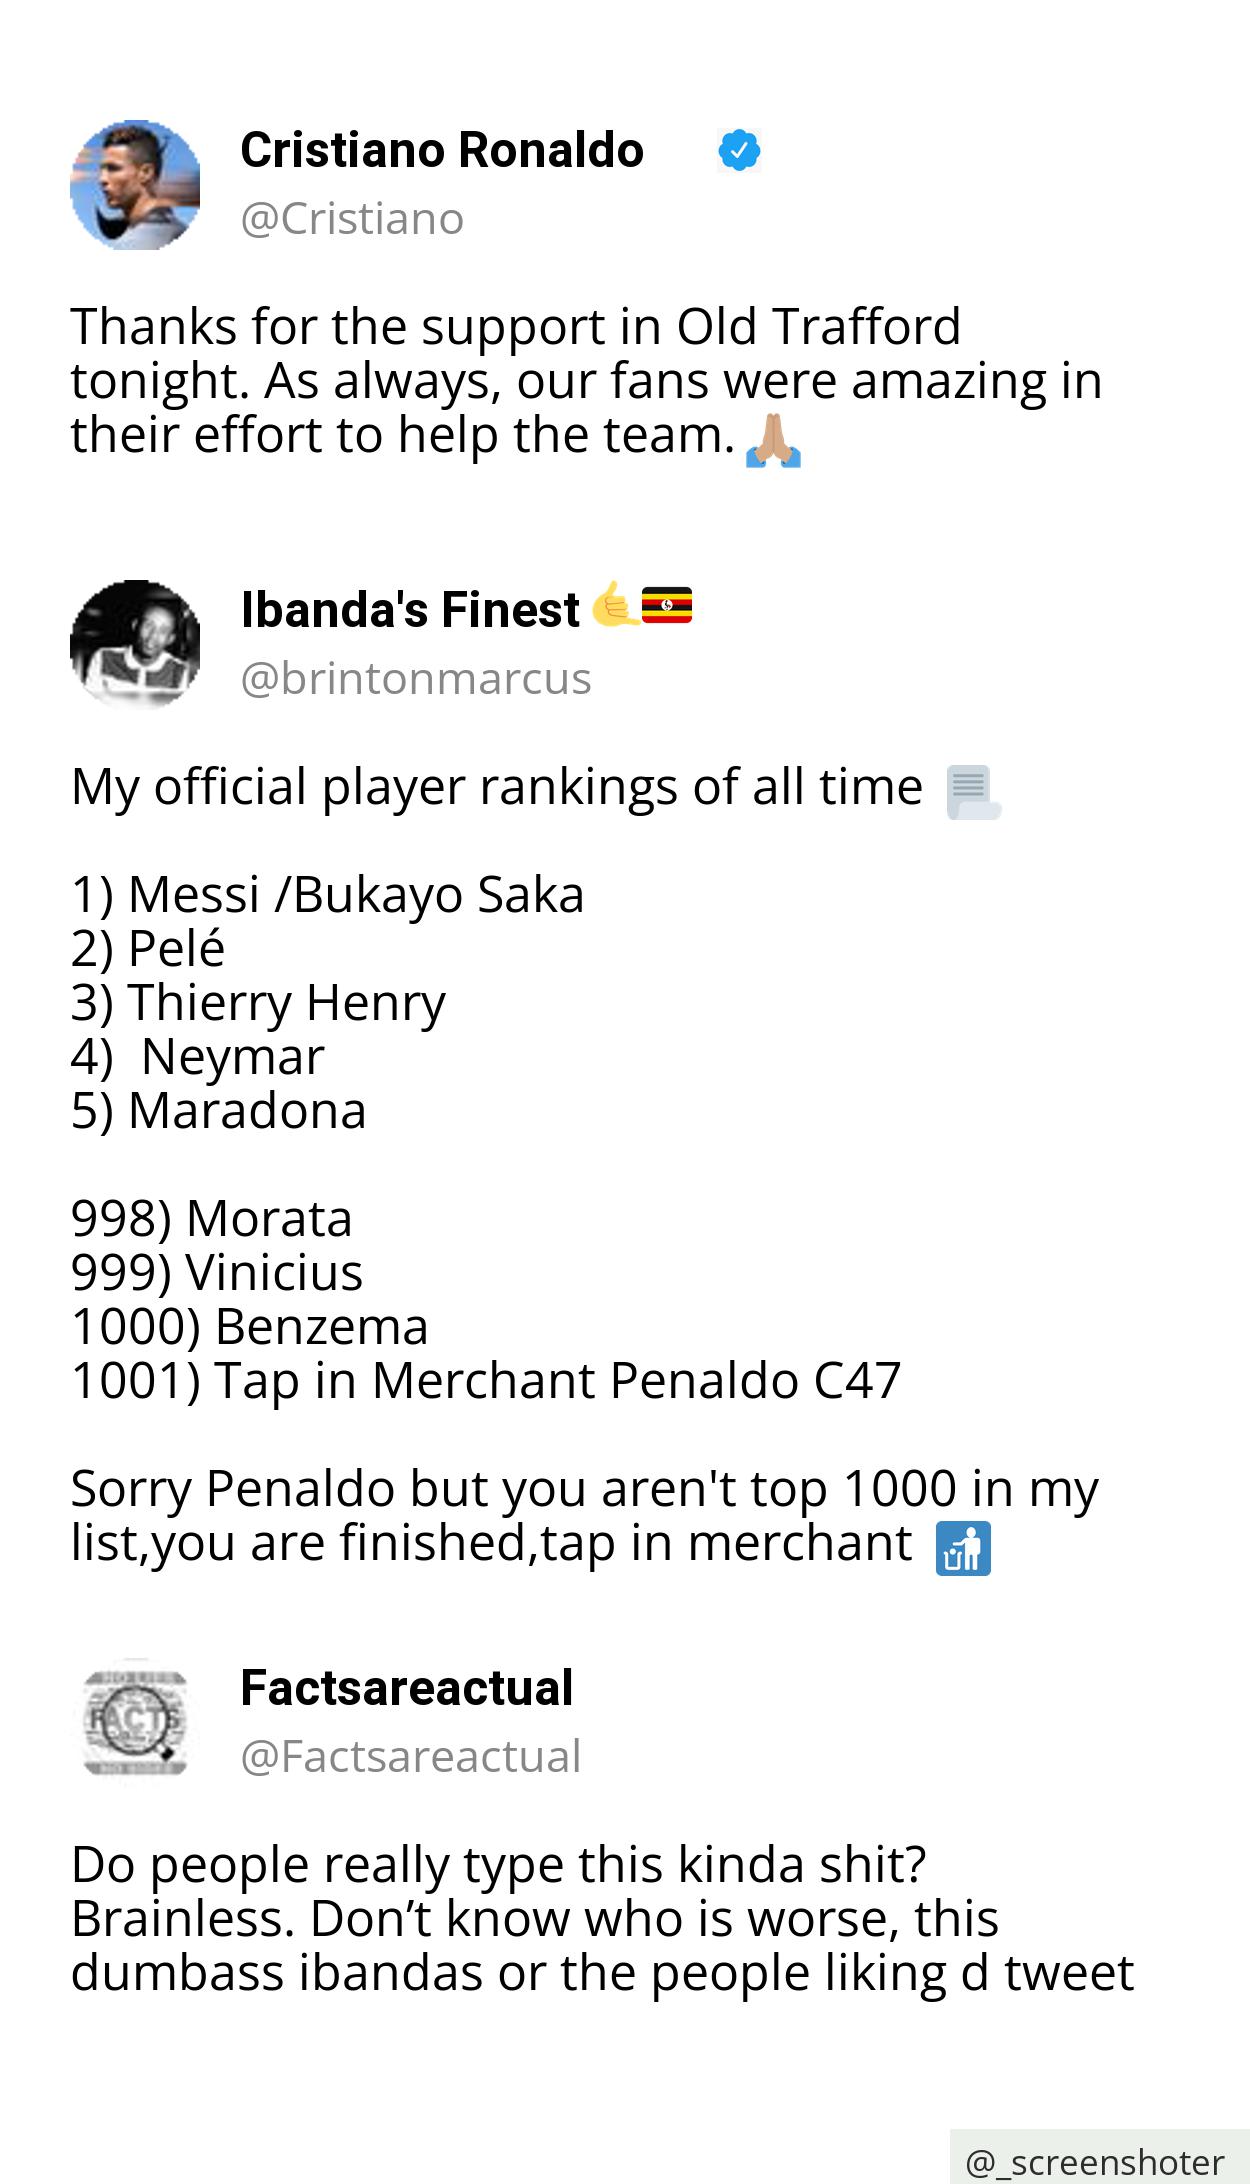 Cristiano Ronaldo
@Cristiano
Thanks for the support in Old Trafford
tonight. As always, our fans were amazing in
their effort to help the team.🙏🏽
Ibanda's Finest 🤙🇺🇬
@brintonmarcus
My official player rankings of all time 📃
1) Messi /Bukayo Saka
2) Pelé
3) Thierry Henry
4)  Neymar
5) Maradona
998) Morata
999) Vinicius
1000) Benzema
1001) Tap in Merchant Penaldo C47
Sorry Penaldo but you aren't top 1000 in my
list,you are finished,tap in merchant 🚮
FACTS
Factsareactual
@Factsareactual
Do people really type this kinda shit?
Brainless. Don’t know who is worse, this
dumbass ibandas or the people liking d tweet
@_screenshoter